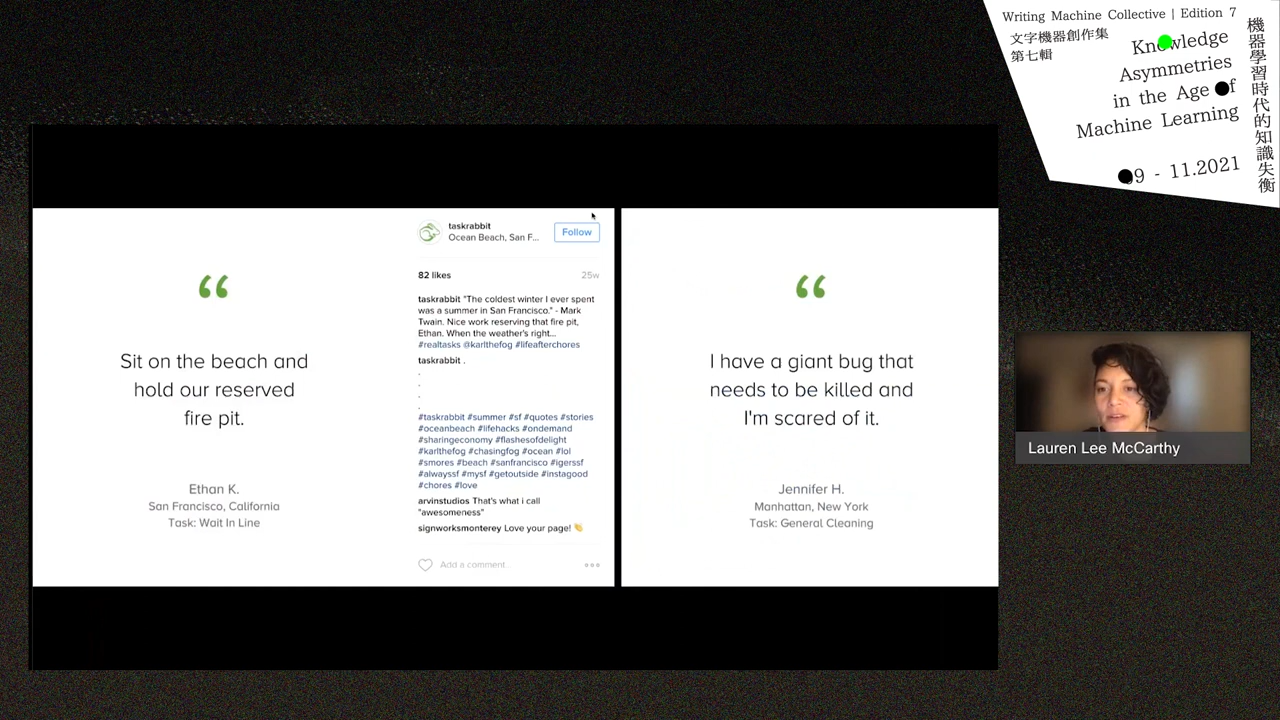 Writing Machine Collective | Edition 7
文字機器創作集
第七輯
Knowledge
Asymmetries
in the Age of
Machine Learning
09 - 11.2021
機器學習時代的知識失衡
“
Sit on the beach and
hold our reserved
fire pit.
Ethan K.
San Francisco, California
Task: Wait In Line
taskrabbit
Ocean Beach, San F...
Follow
82 likes
25w
taskrabbit "The coldest winter I ever spent
was a summer in San Francisco." - Mark
Twain. Nice work reserving that fire pit,
Ethan. When the weather's right...
#realtasks @karlthefog #lifeafterchores
taskrabbit .
.
.
.
.
#taskrabbit #summer #sf #quotes #stories
#oceanbeach #lifehacks #ondemand
#sharingeconomy #flashesofdelight
#karlthefog #chasingfog #ocean #lol
#smores #beach #sanfrancisco #igerssf
#alwayssf #mysf #getoutside #instagood
#chores #love
arvinstudios That's what i call
"awesomeness"
signworksmonterey Love your page! 👏
Add a comment...
“
I have a giant bug that
needs to be killed and
I'm scared of it.
Jennifer H.
Manhattan, New York
Task: General Cleaning
Lauren Lee McCarthy